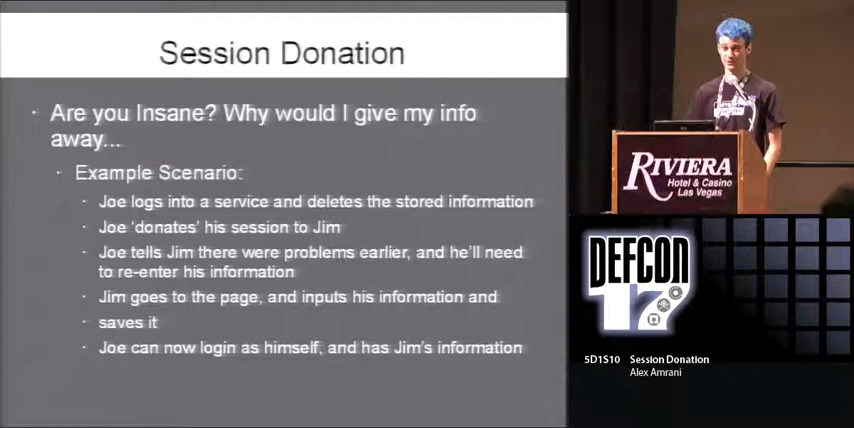 Session Donation
· Are you Insane? Why would I give my info
away...
· Example Scenario:
· Joe logs into a service and deletes the stored information
· Joe 'donates' his session to Jim
· Joe tells Jim there were problems earlier, and he'll need
to re-enter his information
· Jim goes to the page, and inputs his information and
· saves it
· Joe can now login as himself, and has Jim's information
RIVIERA
Hotel & Casino
Las Vegas
DEFCON
17
5D1S10 Session Donation
Alex Amrani